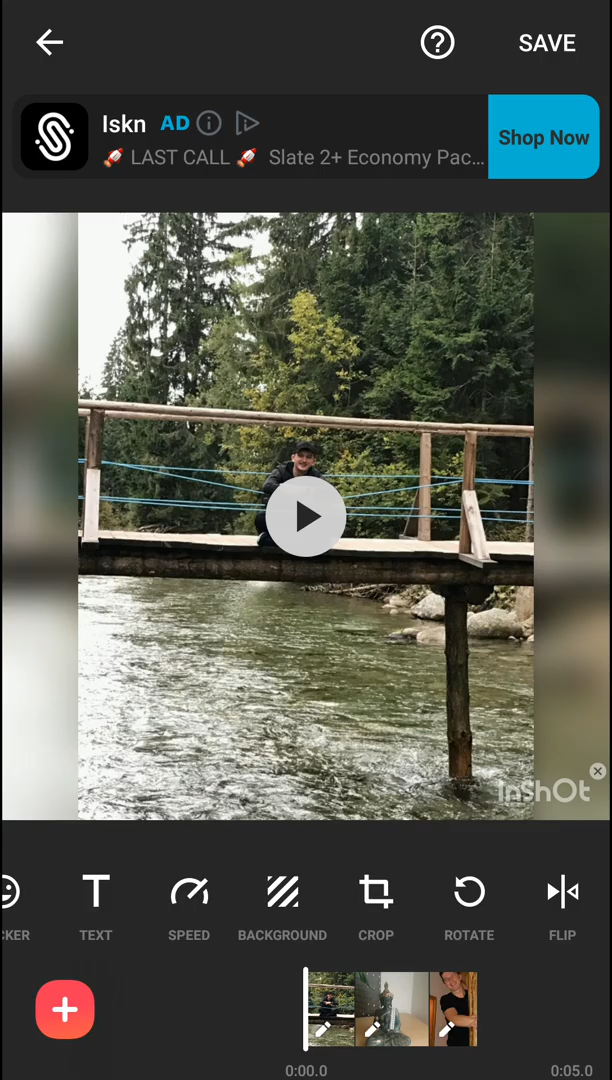 SAVE
Iskn AD
🚀 LAST CALL 🚀 Slate 2+ Economy Pac...
Shop Now
InShOt
CKER
TEXT
SPEED
BACKGROUND
CROP
ROTATE
FLIP
0:00.0
0:05.0